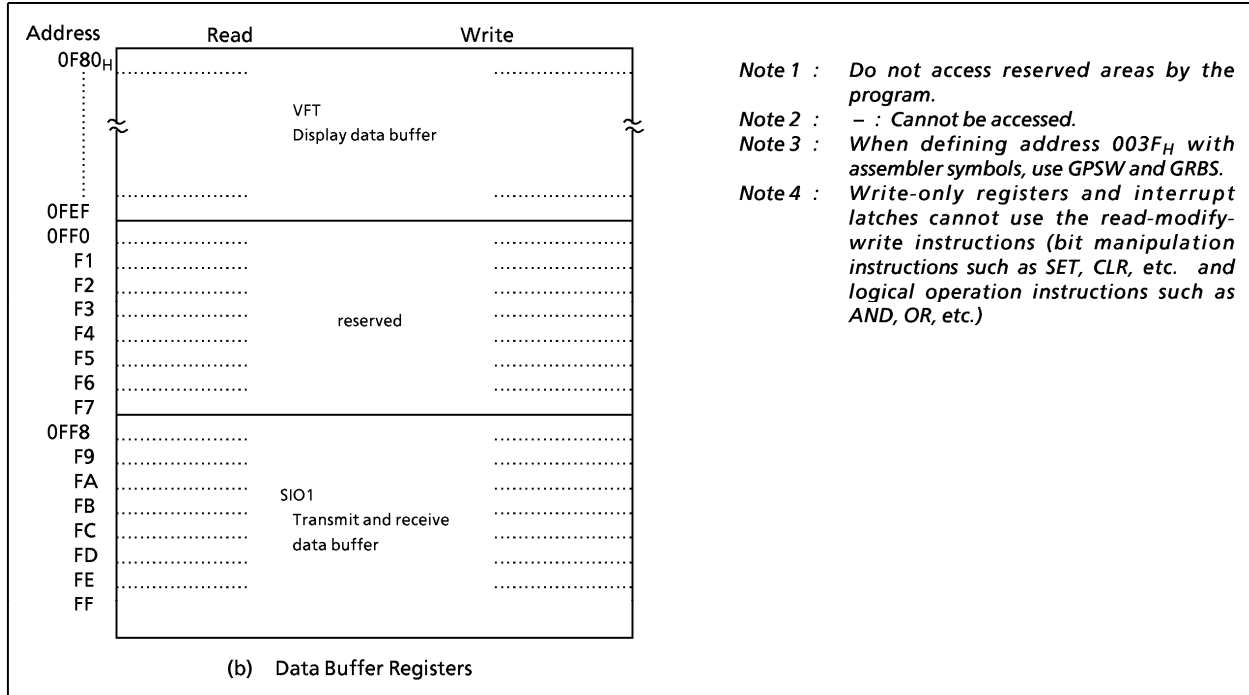 Address Read Write
0F80H
VFT
Display data buffer
0FEF
0FF0
F1
F2
F3
reserved
F4
F5
F6
F7
0FF8
F9
FA
SIO1
FB
Transmit and receive
FC
data buffer
FD
FE
FF
(b) Data Buffer Registers
Note 1 : Do not access reserved areas by the
program.
Note 2 : – : Cannot be accessed.
Note 3 : When defining address 003FH with
assembler symbols, use GPSW and GRBS.
Note 4 : Write-only registers and interrupt
latches cannot use the read-modify-
write instructions (bit manipulation
instructions such as SET, CLR, etc. and
logical operation instructions such as
AND, OR, etc.)